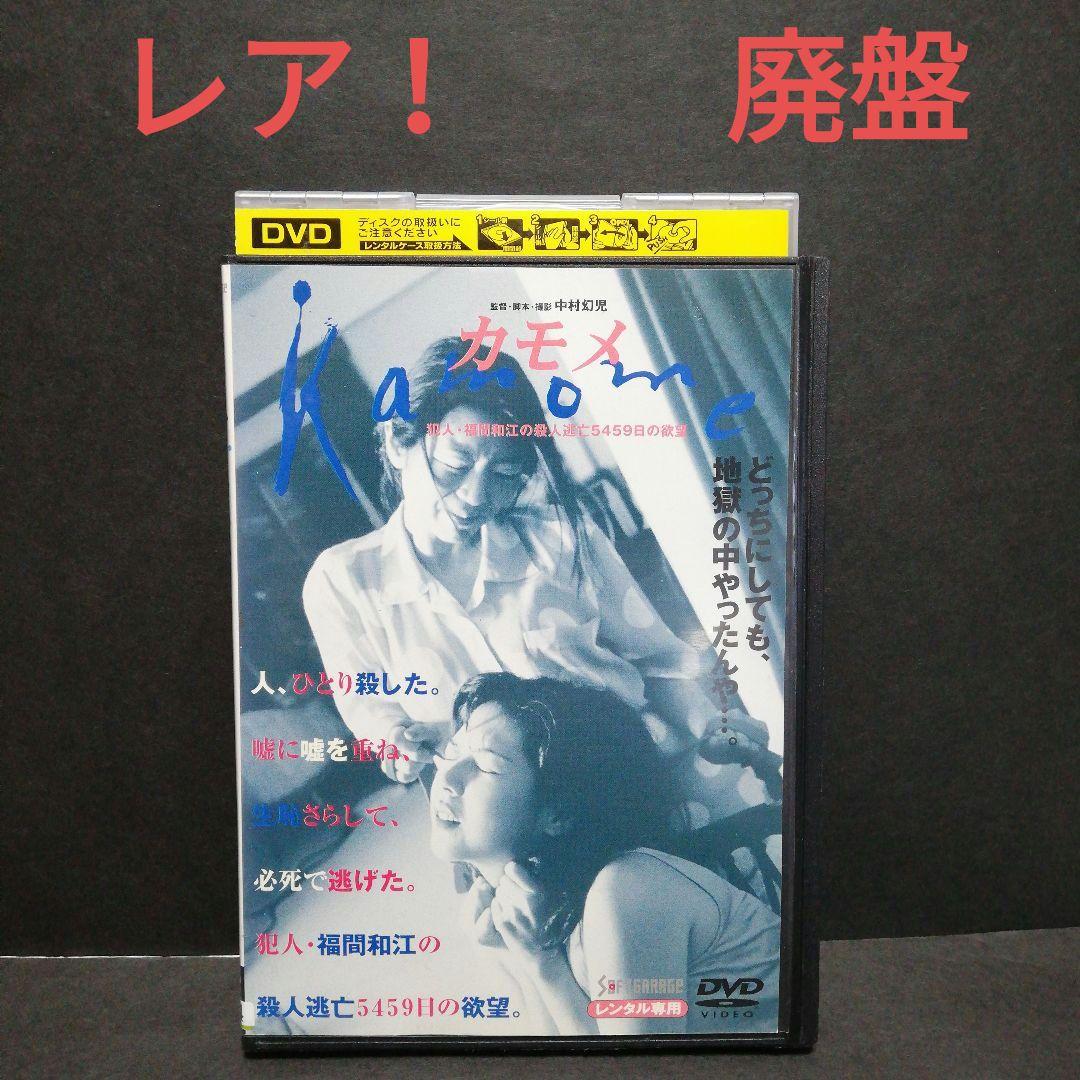 レア! 廃盤
DVD
ディスクの取扱いに
ご注意ください
レンタルケース取扱方法
1
2
3
4
監督・脚本・撮影 中村幻児
カモメ
Kamome
犯人・福間和江の殺人逃亡5459日の欲望
どっちにしても、
地獄の中やったんや…。
人、ひとり殺した。
嘘に嘘を重ね、
生恥さらして、
必死で逃げた。
犯人・福間和江の
殺人逃亡5459日の欲望。
SOFT GARAGE
レンタル専用
DVD
VIDEO